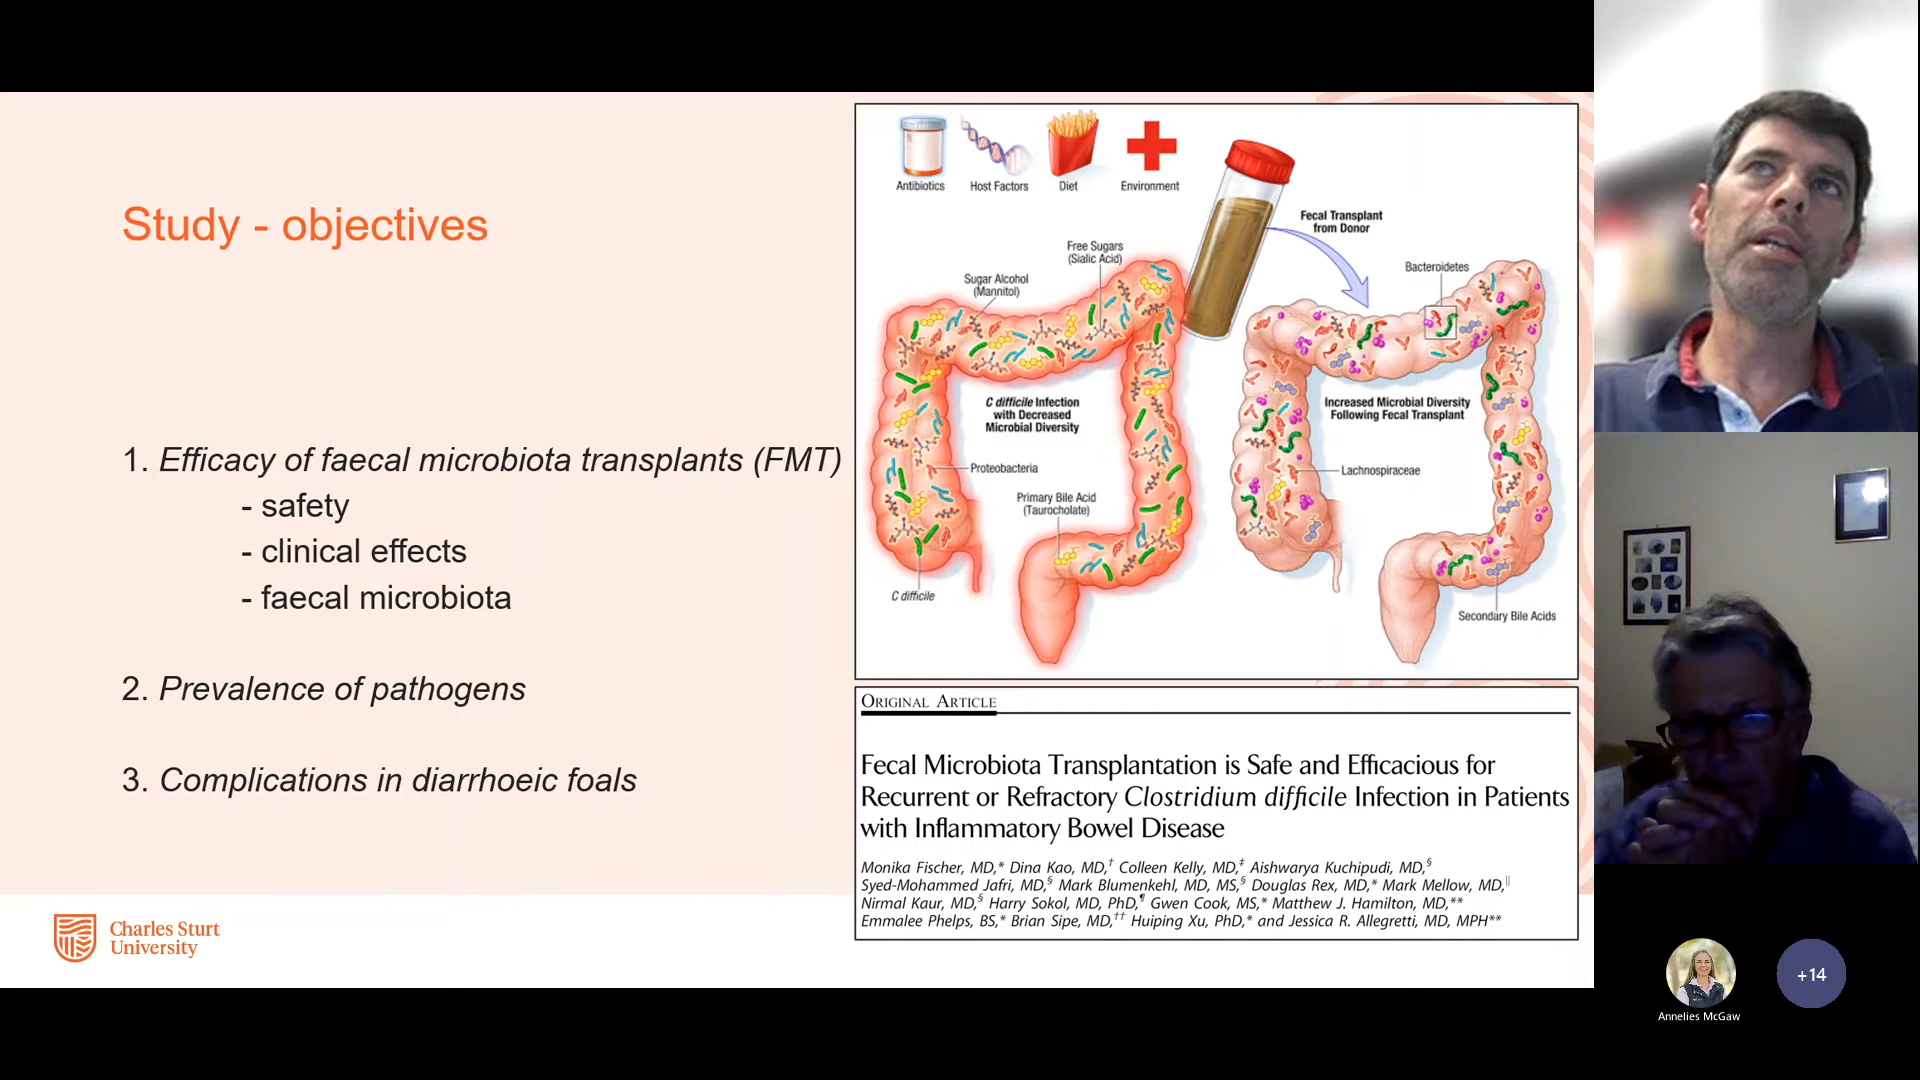 Study - objectives
1. Efficacy of faecal microbiota transplants (FMT)
- safety
- clinical effects
- faecal microbiota
2. Prevalence of pathogens
3. Complications in diarrhoeic foals
Charles Sturt
University
Antibiotics
Host Factors
Diet
Environment
Fecal Transplant
from Donor
Free Sugars
(Sialic Acid)
Sugar Alcohol
(Mannitol)
Bacteroidetes
C difficile Infection
with Decreased
Microbial Diversity
Increased Microbial Diversity
Following Fecal Transplant
Proteobacteria
Lachnospiraceae
Primary Bile Acid
(Taurocholate)
C difficile
Secondary Bile Acids
ORIGINAL ARTICLE
Fecal Microbiota Transplantation is Safe and Efficacious for
Recurrent or Refractory Clostridium difficile Infection in Patients
with Inflammatory Bowel Disease
Monika Fischer, MD,* Dina Kao, MD,† Colleen Kelly, MD,‡ Aishwarya Kuchipudi, MD,§
Syed-Mohammed Jafri, MD,§ Mark Blumenkehl, MD, MS,§ Douglas Rex, MD,* Mark Mellow, MD,||
Nirmal Kaur, MD,§ Harry Sokol, MD, PhD,¶ Gwen Cook, MS,* Matthew J. Hamilton, MD,**
Emmalee Phelps, BS,* Brian Sipe, MD,†† Huiping Xu, PhD,* and Jessica R. Allegretti, MD, MPH**
Annelies McGaw
+14